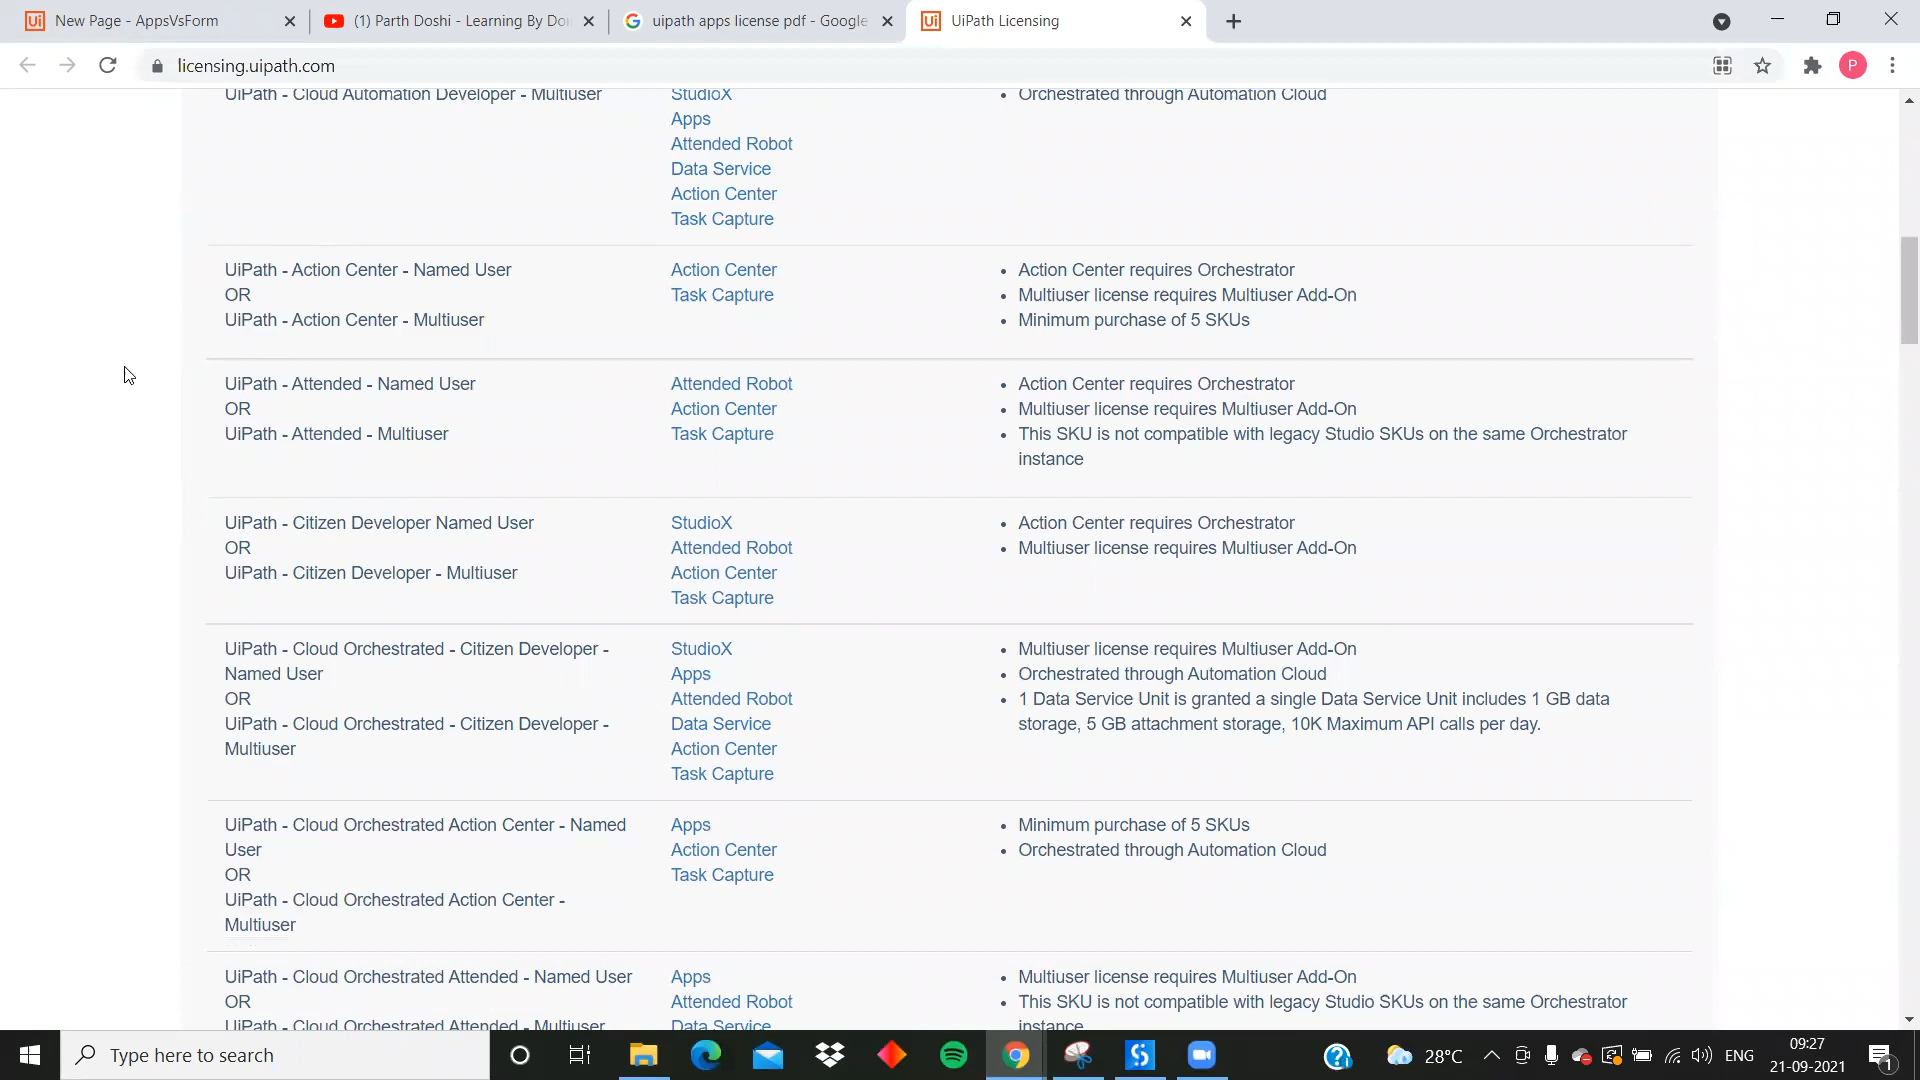 New Page - AppsVsForm
(1) Parth Doshi - Learning By Doi
uipath apps license pdf - Google
UiPath Licensing
licensing.uipath.com
P
UiPath - Cloud Automation Developer - Multiuser
StudioX
Apps
Attended Robot
Data Service
Action Center
Task Capture
• Orchestrated through Automation Cloud
UiPath - Action Center - Named User
OR
UiPath - Action Center - Multiuser
Action Center
Task Capture
• Action Center requires Orchestrator
• Multiuser license requires Multiuser Add-On
• Minimum purchase of 5 SKUs
UiPath - Attended - Named User
OR
UiPath - Attended - Multiuser
Attended Robot
Action Center
Task Capture
• Action Center requires Orchestrator
• Multiuser license requires Multiuser Add-On
• This SKU is not compatible with legacy Studio SKUs on the same Orchestrator
instance
UiPath - Citizen Developer Named User
OR
UiPath - Citizen Developer - Multiuser
StudioX
Attended Robot
Action Center
Task Capture
• Action Center requires Orchestrator
• Multiuser license requires Multiuser Add-On
UiPath - Cloud Orchestrated - Citizen Developer -
Named User
OR
UiPath - Cloud Orchestrated - Citizen Developer -
Multiuser
StudioX
Apps
Attended Robot
Data Service
Action Center
Task Capture
• Multiuser license requires Multiuser Add-On
• Orchestrated through Automation Cloud
• 1 Data Service Unit is granted a single Data Service Unit includes 1 GB data
storage, 5 GB attachment storage, 10K Maximum API calls per day.
UiPath - Cloud Orchestrated Action Center - Named
User
OR
UiPath - Cloud Orchestrated Action Center -
Multiuser
Apps
Action Center
Task Capture
• Minimum purchase of 5 SKUs
• Orchestrated through Automation Cloud
UiPath - Cloud Orchestrated Attended - Named User
OR
UiPath - Cloud Orchestrated Attended - Multiuser
Apps
Attended Robot
Data Service
• Multiuser license requires Multiuser Add-On
• This SKU is not compatible with legacy Studio SKUs on the same Orchestrator
instance
Type here to search
28°C
ENG
09:27
21-09-2021
1